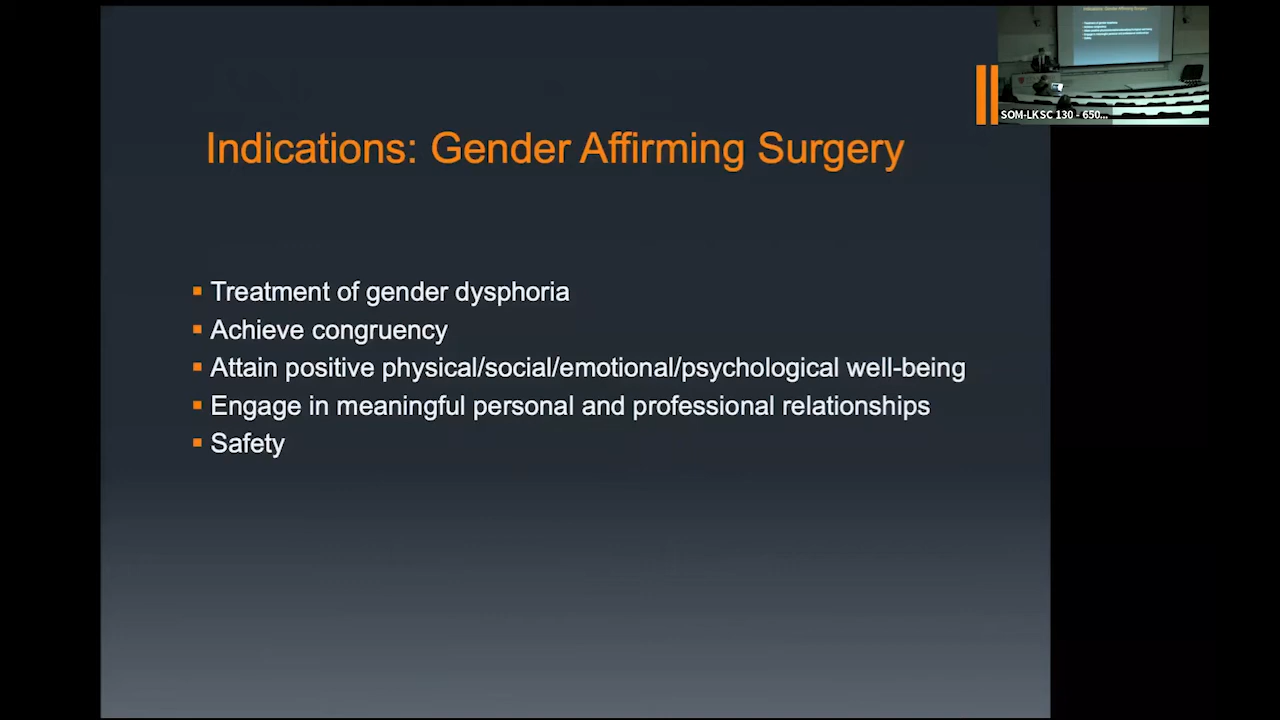 Indications: Gender Affirming Surgery
Treatment of gender dysphoria
Achieve congruency
Attain positive physical/social/emotional/psychological well-being
Engage in meaningful personal and professional relationships
Safety
SOM-LKSC 130 - 650...